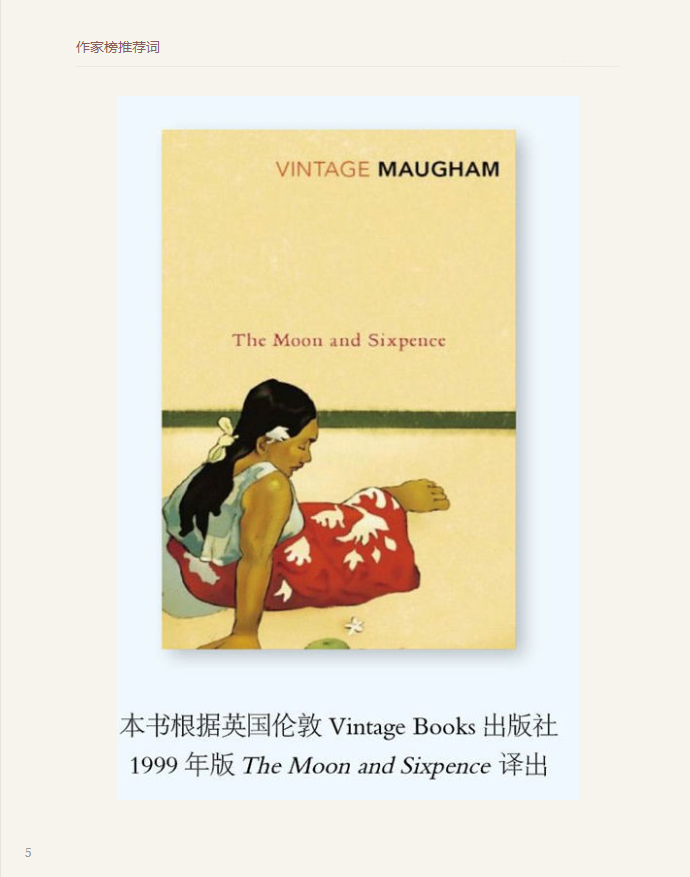 作家榜推荐词
VINTAGE MAUGHAM
The Moon and Sixpence
本书根据英国伦敦 Vintage Books 出版社
1999 年版 The Moon and Sixpence 译出
5